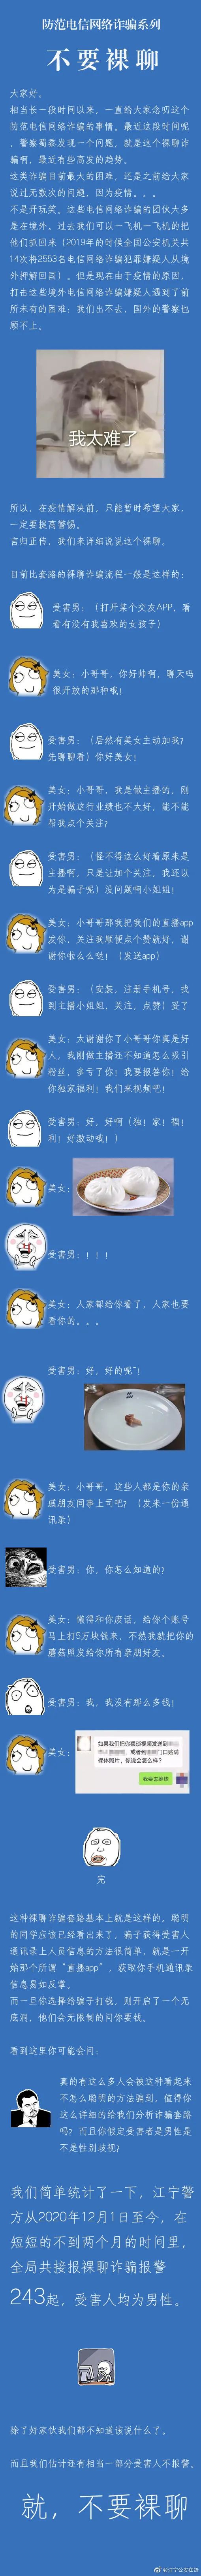 防范电信网络诈骗系列
不要裸聊
大家好。
相当长一段时间以来，一直给大家念叨这个
防范电信网络诈骗的事情。最近这段时间呢
，警察蜀黍发现一个问题，就是这个裸聊诈
骗啊，最近有些高发的趋势。
这类诈骗目前最大的困难，还是之前给大家
说过无数次的问题，因为疫情。。。
不是开玩笑。这些电信网络诈骗的团伙大多
是在境外。过去我们可以一飞机一飞机的把
他们抓回来（2019年的时候全国公安机关共
14次将2553名电信网络诈骗犯罪嫌疑人从境
外押解回国）。但是现在由于疫情的原因，
打击这些境外电信网络诈骗嫌疑人遇到了前
所未有的困难：我们出不去，国外的警察也
顾不上。
我太难了
所以，在疫情解决前，只能暂时希望大家，
一定要提高警惕。
言归正传，我们来详细说说这个裸聊。
目前比套路的裸聊诈骗流程一般是这样的：
受害男：（打开某个交友APP，看
看有没有我喜欢的女孩子）
美女：小哥哥，你好帅啊，聊天吗
很开放的那种哦！
受害男：（居然有美女主动加我？
先聊聊看）你好美女！
美女：小哥哥，我是做主播的，刚
开始做这行业绩也不大好，能不能
帮我点个关注？
受害男：（怪不得这么好看原来是
主播啊，只是让加个关注，我还以
为是骗子呢）没问题啊小姐姐！
美女：小哥哥那我把我们的直播app
发你，关注我顺便点个赞就好，谢
谢你啦么么哒！（发送app）
受害男：（安装，注册手机号，找
到主播小姐姐，关注，点赞）妥了
美女：太谢谢你了小哥哥你真是好
人，我刚做主播还不知道怎么吸引
粉丝，多亏了你！我要报答你！给
你独家福利！我们来视频吧！
受害男：好，好啊（独！家！福！
利！好激动哦！）
美女：
受害男：！！！
美女：人家都给你看了，人家也要
看你的。。。
受害男：好，好的呢~！
美女：小哥哥，这些人都是你的亲
戚朋友同事上司吧？（发来一份通
讯录）
受害男：你，你怎么知道的？
美女：懒得和你废话，给你个账号
马上打5万块钱来，不然我就把你的
蘑菇照发给你所有亲朋好友。
受害男：我，我没有那么多钱！
美女：
如果我们把你裸聊视频发送到
或者到
门口贴满
裸体照片，你说会怎么样？
我要去筹钱
完
这种裸聊诈骗套路基本上就是这样的。聪明
的同学应该已经看出来了，骗子获得受害人
通讯录上人员信息的方法很简单，就是一开
始那个所谓“直播app”，获取你手机通讯录
信息易如反掌。
而一旦你选择给骗子打钱，则开启了一个无
底洞，他们会无限制的问你要钱。
看到这里你可能会问：
真的有这么多人会被这种看起来
不怎么聪明的方法骗到，值得你
这么详细的给我们分析诈骗套路
吗？而且你假定受害者是男性是
不是性别歧视？
我们简单统计了一下，江宁警
方从2020年12月1日至今，在
短短的不到两个月的时间里，
全局共接报裸聊诈骗报警
243起，受害人均为男性。
除了好家伙我们都不知道该说什么了。
而且我们估计还有相当一部分受害人不报警。
就，不要裸聊
@江宁公安在线